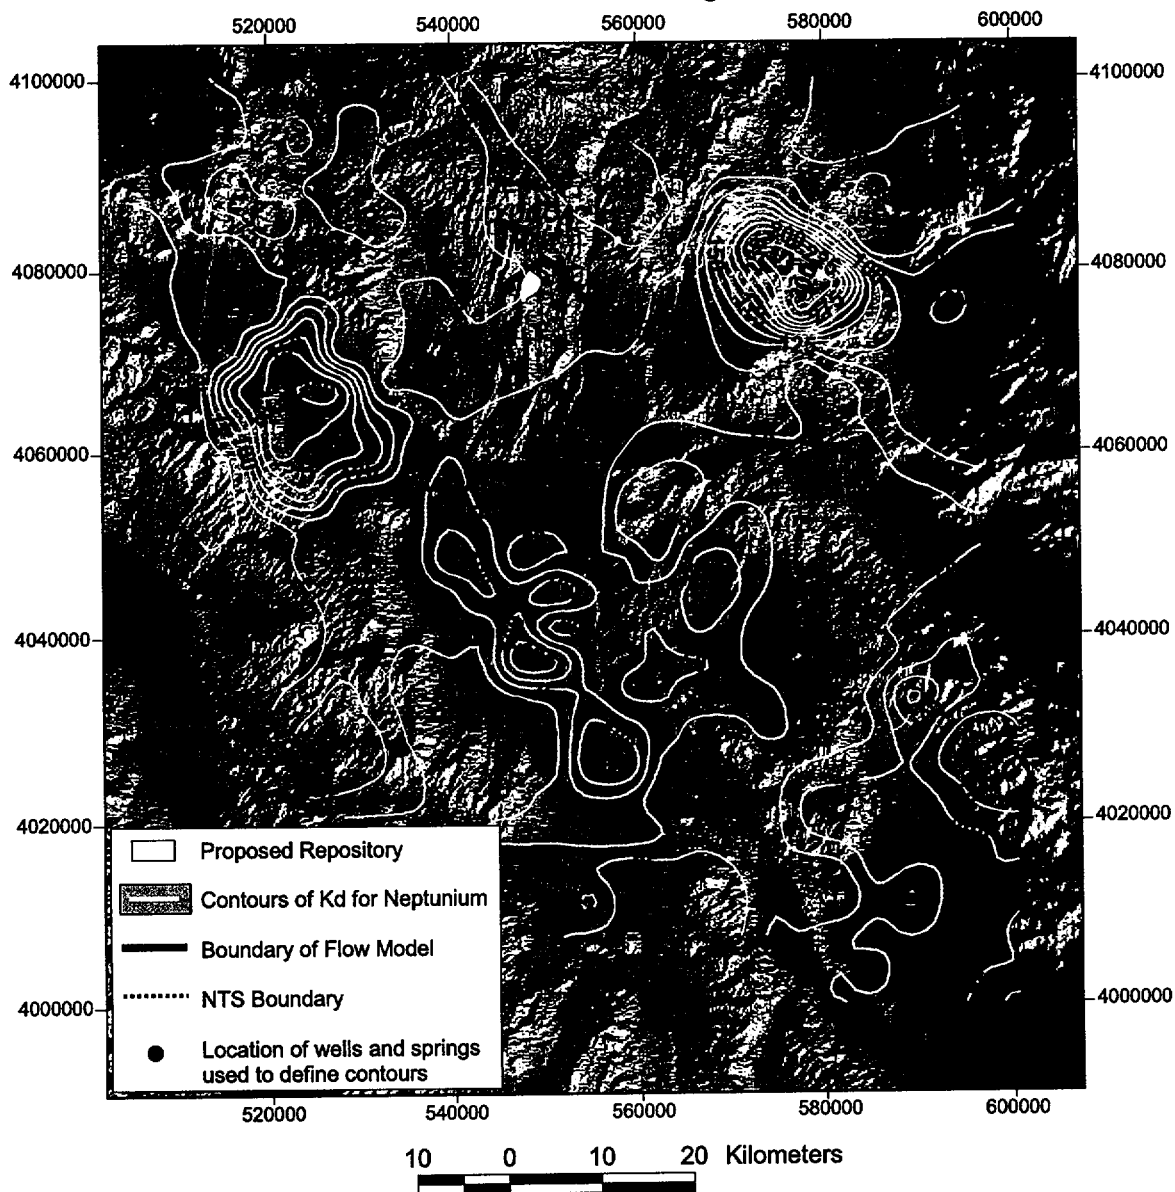 520000 540000 560000 580000 600000
4100000 4100000
4080000 4080000
4060000 4060000
4040000 4040000
4020000 4020000
Proposed Repository
Contours of Kd for Neptunium
Boundary of Flow Model
NTS Boundary
4000000 4000000
Location of wells and springs
used to define contours
520000 540000 560000 580000 600000
10 0 10 20 Kilometers